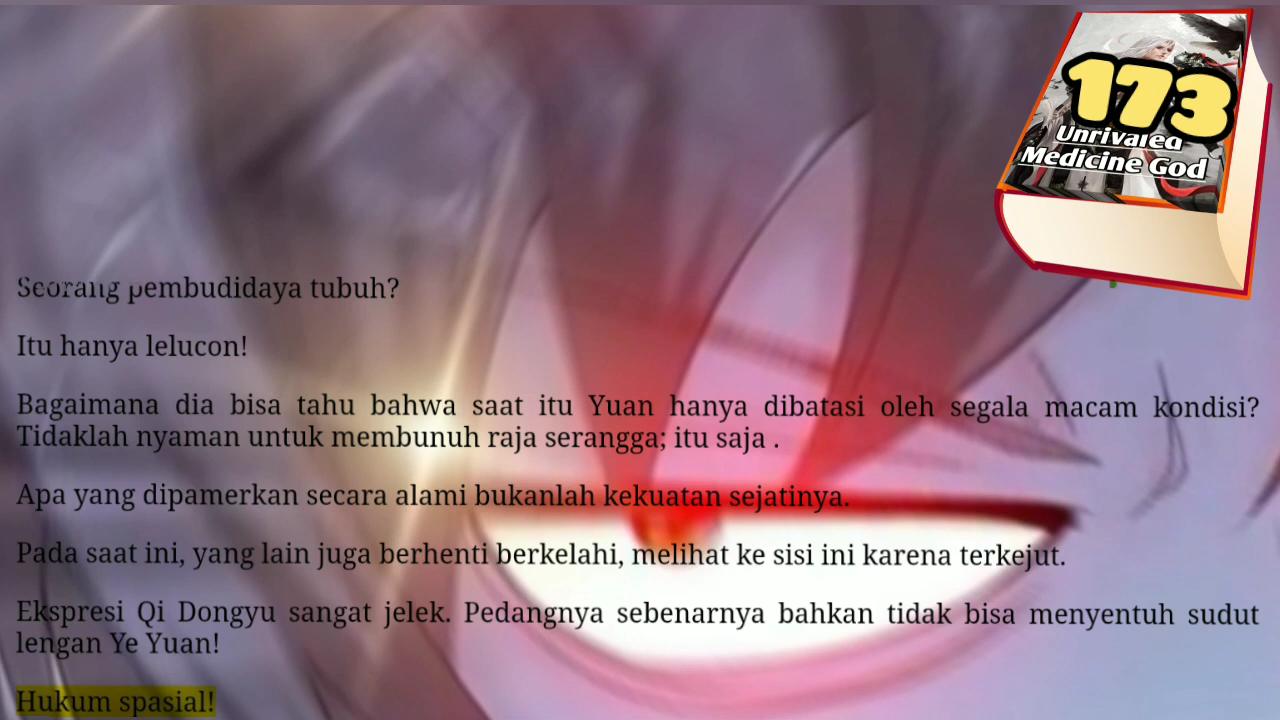 173
Unrivaled
Medicine God
Seorang pembudidaya tubuh?
Itu hanya lelucon!
Bagaimana dia bisa tahu bahwa saat itu Yuan hanya dibatasi oleh segala macam kondisi?
Tidaklah nyaman untuk membunuh raja serangga; itu saja .
Apa yang dipamerkan secara alami bukanlah kekuatan sejatinya.
Pada saat ini, yang lain juga berhenti berkelahi, melihat ke sisi ini karena terkejut.
Ekspresi Qi Dongyu sangat jelek. Pedangnya sebenarnya bahkan tidak bisa menyentuh sudut
lengan Ye Yuan!
Hukum spasial!